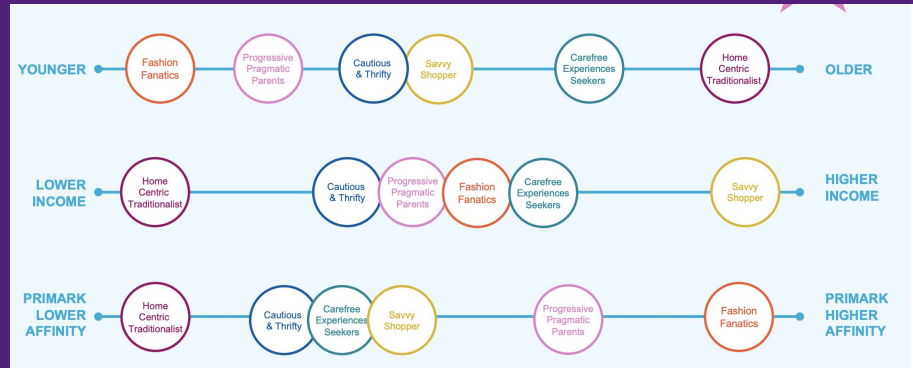 YOUNGER
Fashion
Fanatics
Progressive
Pragmatic
Parents
Cautious
& Thrifty
Savvy
Shopper
Carefree
Experiences
Seekers
Home
Centric
Traditionalist
OLDER
LOWER
INCOME
Home
Centric
Traditionalist
Cautious
& Thrifty
Progressive
Pragmatic
Parents
Fashion
Fanatics
Carefree
Experiences
Seekers
Savvy
Shopper
HIGHER
INCOME
PRIMARK
LOWER
AFFINITY
Home
Centric
Traditionalist
Cautious
& Thrifty
Carefree
Experiences
Seekers
Savvy
Shopper
Progressive
Pragmatic
Parents
Fashion
Fanatics
PRIMARK
HIGHER
AFFINITY